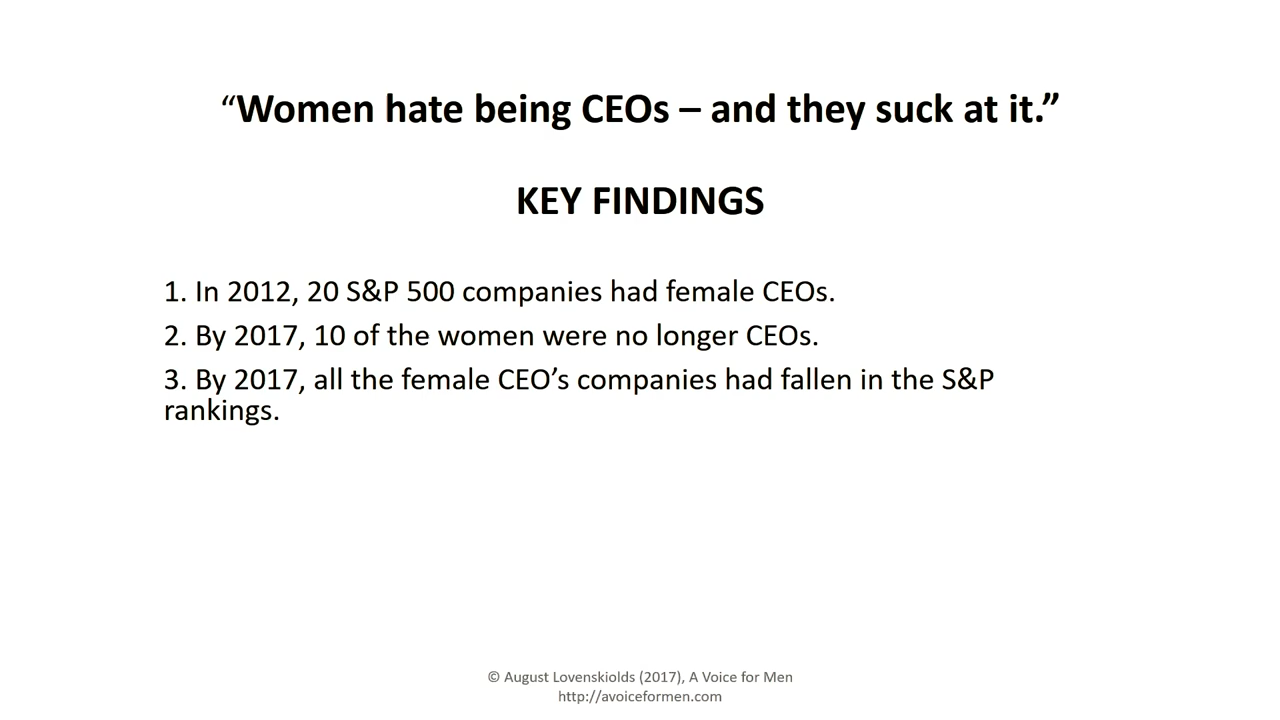 “Women hate being CEOs – and they suck at it.”
KEY FINDINGS
1. In 2012, 20 S&P 500 companies had female CEOs.
2. By 2017, 10 of the women were no longer CEOs.
3. By 2017, all the female CEO’s companies had fallen in the S&P
rankings.
© August Lovenskiolds (2017), A Voice for Men
http://avoiceformen.com